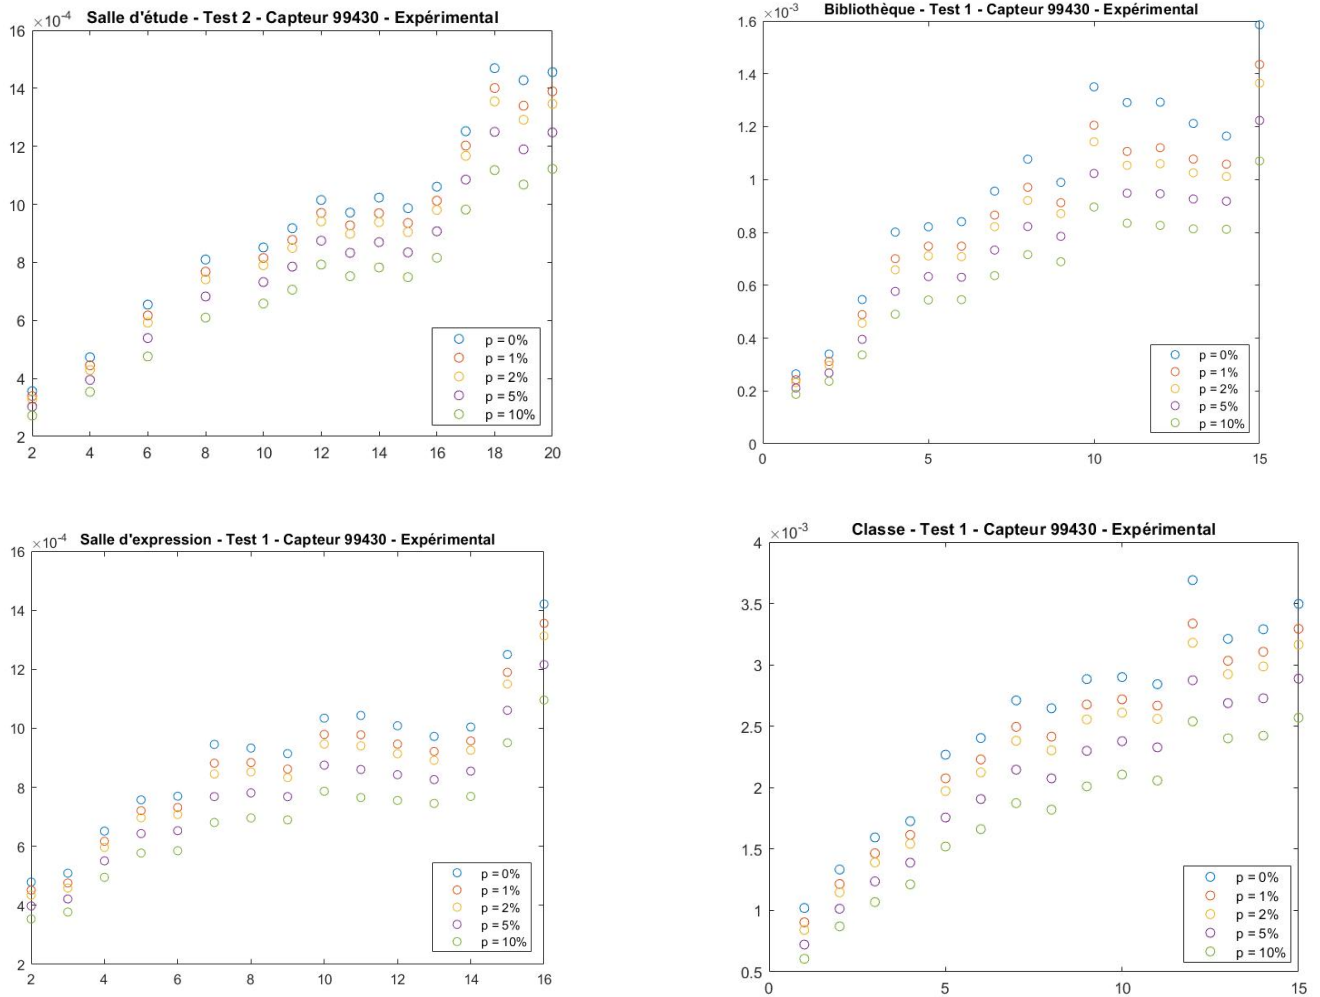 Salle d'étude - Test 2 - Capteur 99430 - Expérimental
×10⁻⁴
16
14
12
10
8
6
4
2
2 4 6 8 10 12 14 16 18 20
p = 0%
p = 1%
p = 2%
p = 5%
p = 10%
Bibliothèque - Test 1 - Capteur 99430 - Expérimental
×10⁻³
1.6
1.4
1.2
1
0.8
0.6
0.4
0.2
0
0 5 10 15
p = 0%
p = 1%
p = 2%
p = 5%
p = 10%
Salle d'expression - Test 1 - Capteur 99430 - Expérimental
×10⁻⁴
16
14
12
10
8
6
4
2
2 4 6 8 10 12 14 16
p = 0%
p = 1%
p = 2%
p = 5%
p = 10%
Classe - Test 1 - Capteur 99430 - Expérimental
×10⁻³
4
3.5
3
2.5
2
1.5
1
0.5
0 5 10 15
p = 0%
p = 1%
p = 2%
p = 5%
p = 10%